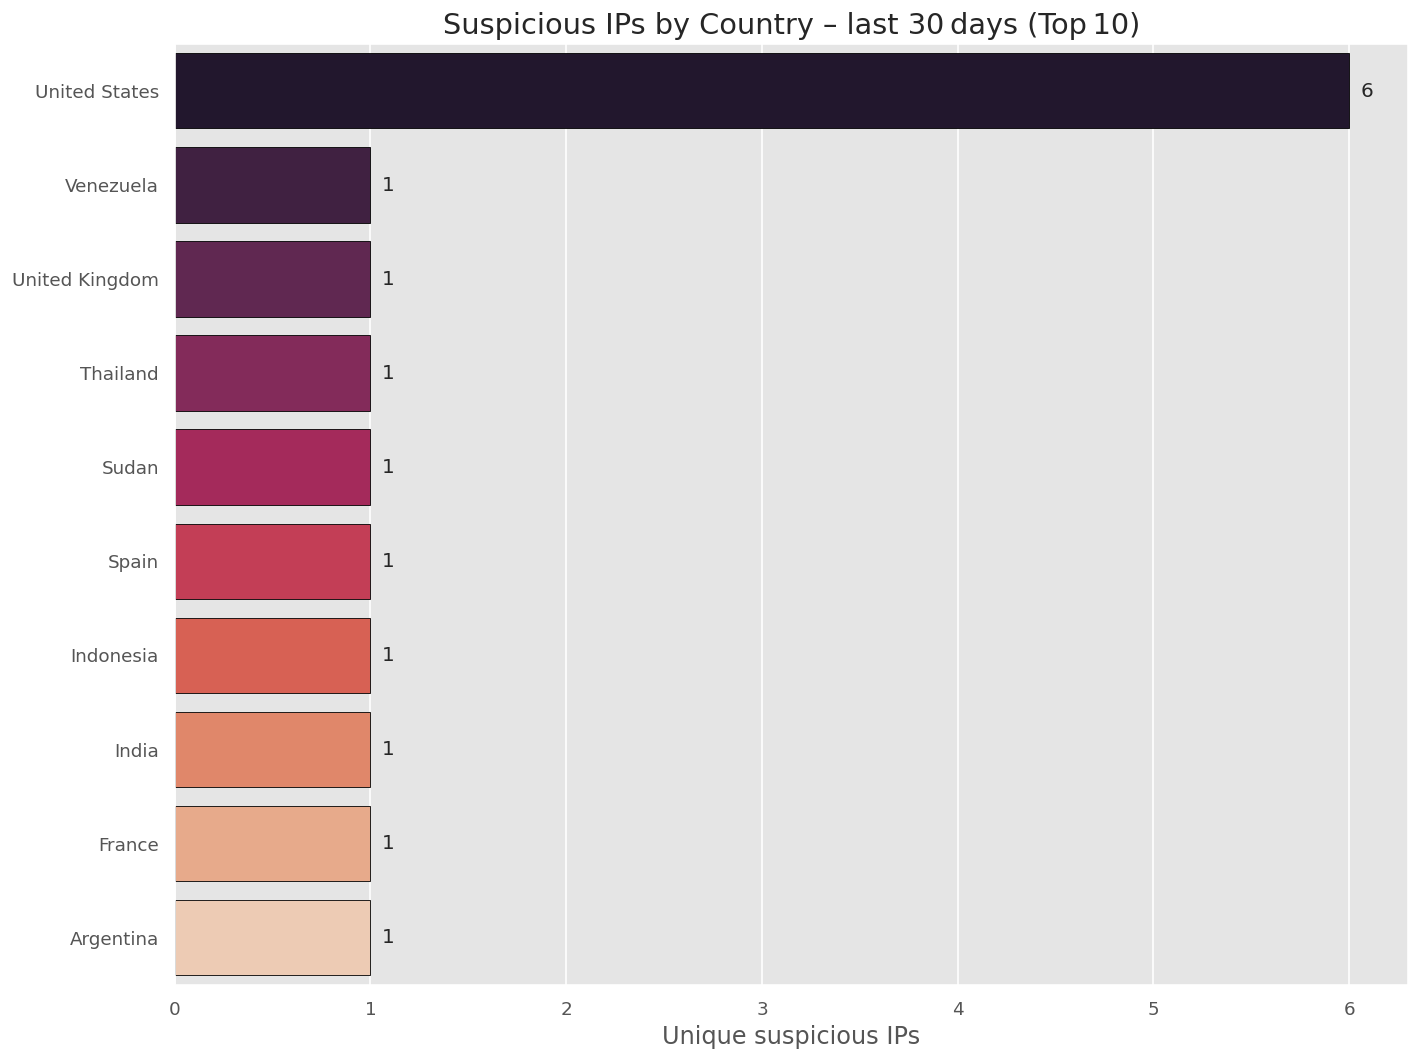 Suspicious IPs by Country – last 30 days (Top 10)
United States 6
Venezuela 1
United Kingdom 1
Thailand 1
Sudan 1
Spain 1
Indonesia 1
India 1
France 1
Argentina 1
0 1 2 3 4 5 6
Unique suspicious IPs